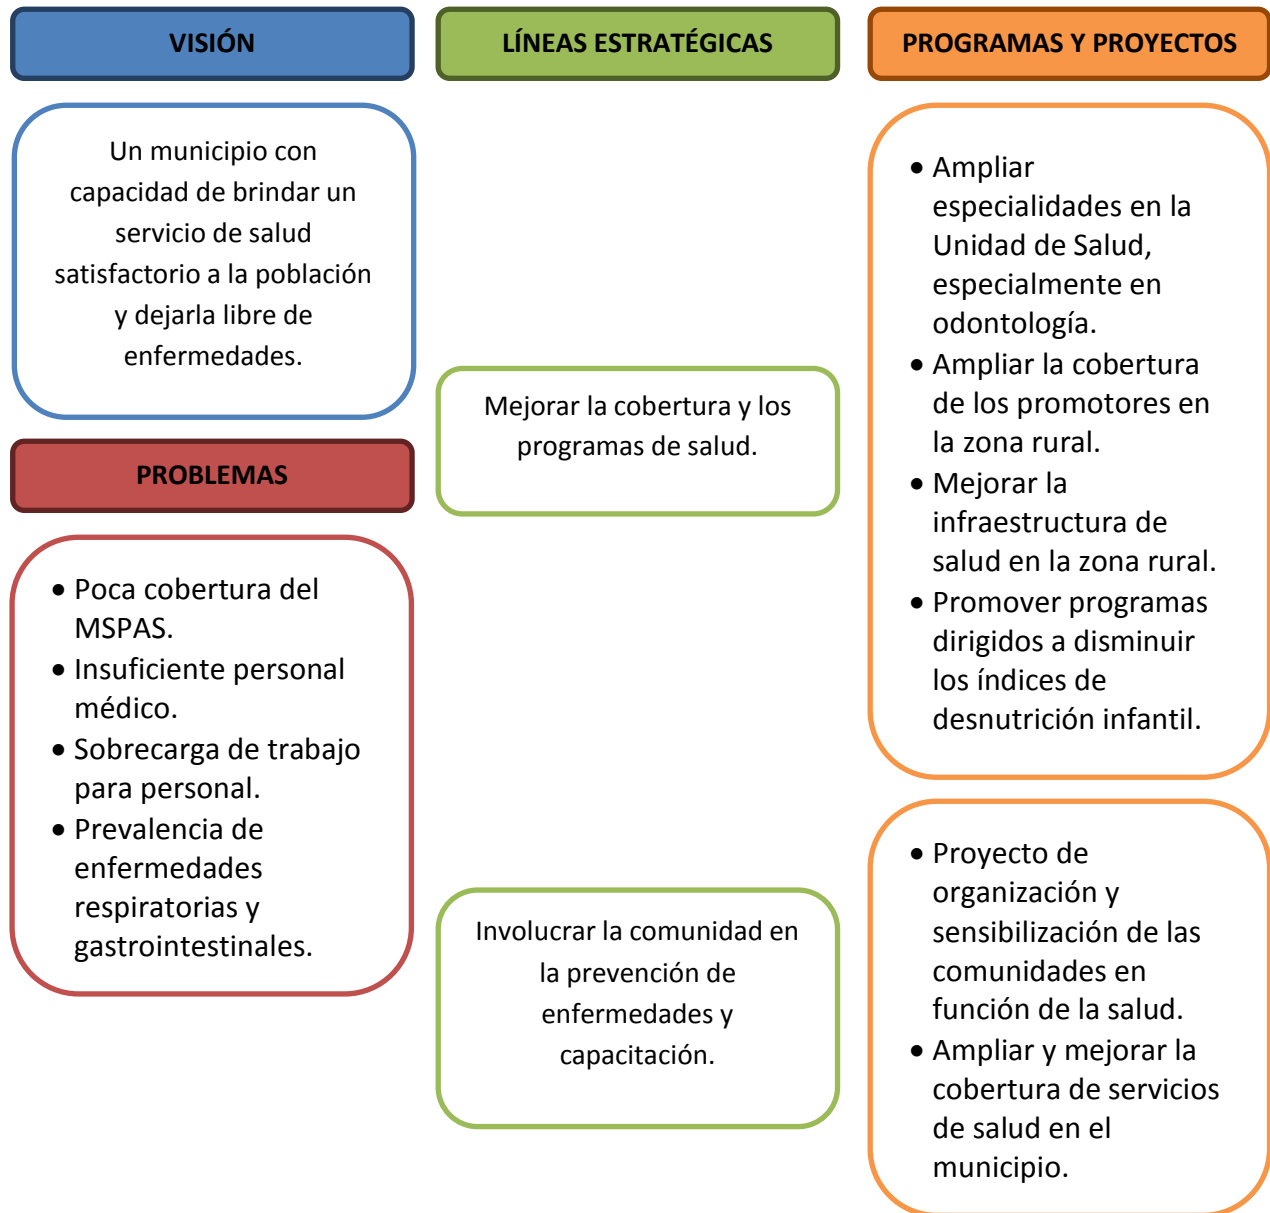 VISIÓN
Un municipio con
capacidad de brindar un
servicio de salud
satisfactorio a la población
y dejarla libre de
enfermedades.
PROBLEMAS
• Poca cobertura del
MSPAS.
• Insuficiente personal
médico.
• Sobrecarga de trabajo
para personal.
• Prevalencia de
enfermedades
respiratorias y
gastrointestinales.
LÍNEAS ESTRATÉGICAS
Mejorar la cobertura y los
programas de salud.
Involucrar la comunidad en
la prevención de
enfermedades y
capacitación.
PROGRAMAS Y PROYECTOS
• Ampliar
especialidades en la
Unidad de Salud,
especialmente en
odontología.
• Ampliar la cobertura
de los promotores en
la zona rural.
• Mejorar la
infraestructura de
salud en la zona rural.
• Promover programas
dirigidos a disminuir
los índices de
desnutrición infantil.
• Proyecto de
organización y
sensibilización de las
comunidades en
función de la salud.
• Ampliar y mejorar la
cobertura de servicios
de salud en el
municipio.